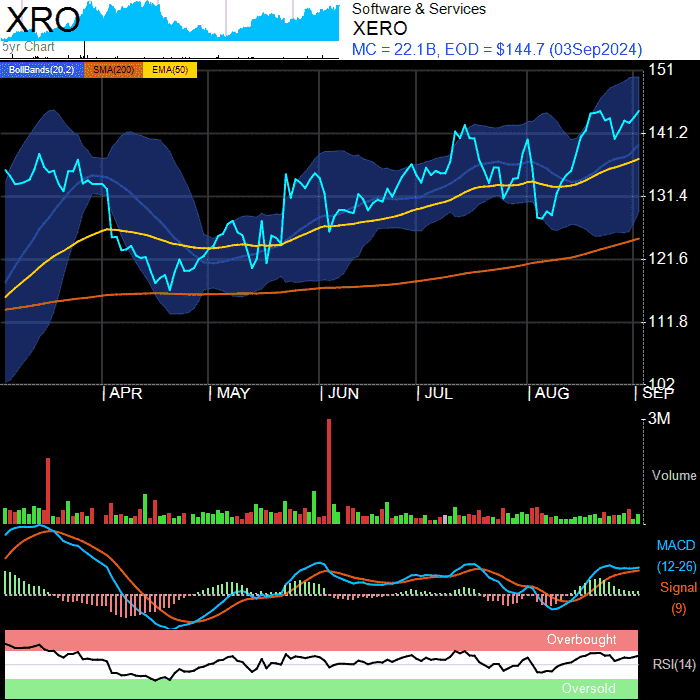 XRO
5yr Chart
Software & Services
XERO
MC = 22.1B, EOD = $144.7 (03Sep2024)
BollBands(20,2) SMA(200) EMA(50)
151
141.2
131.4
121.6
111.8
102
APR MAY JUN JUL AUG SEP
3M
Volume
MACD
(12-26)
Signal
(9)
Overbought
RSI(14)
Oversold